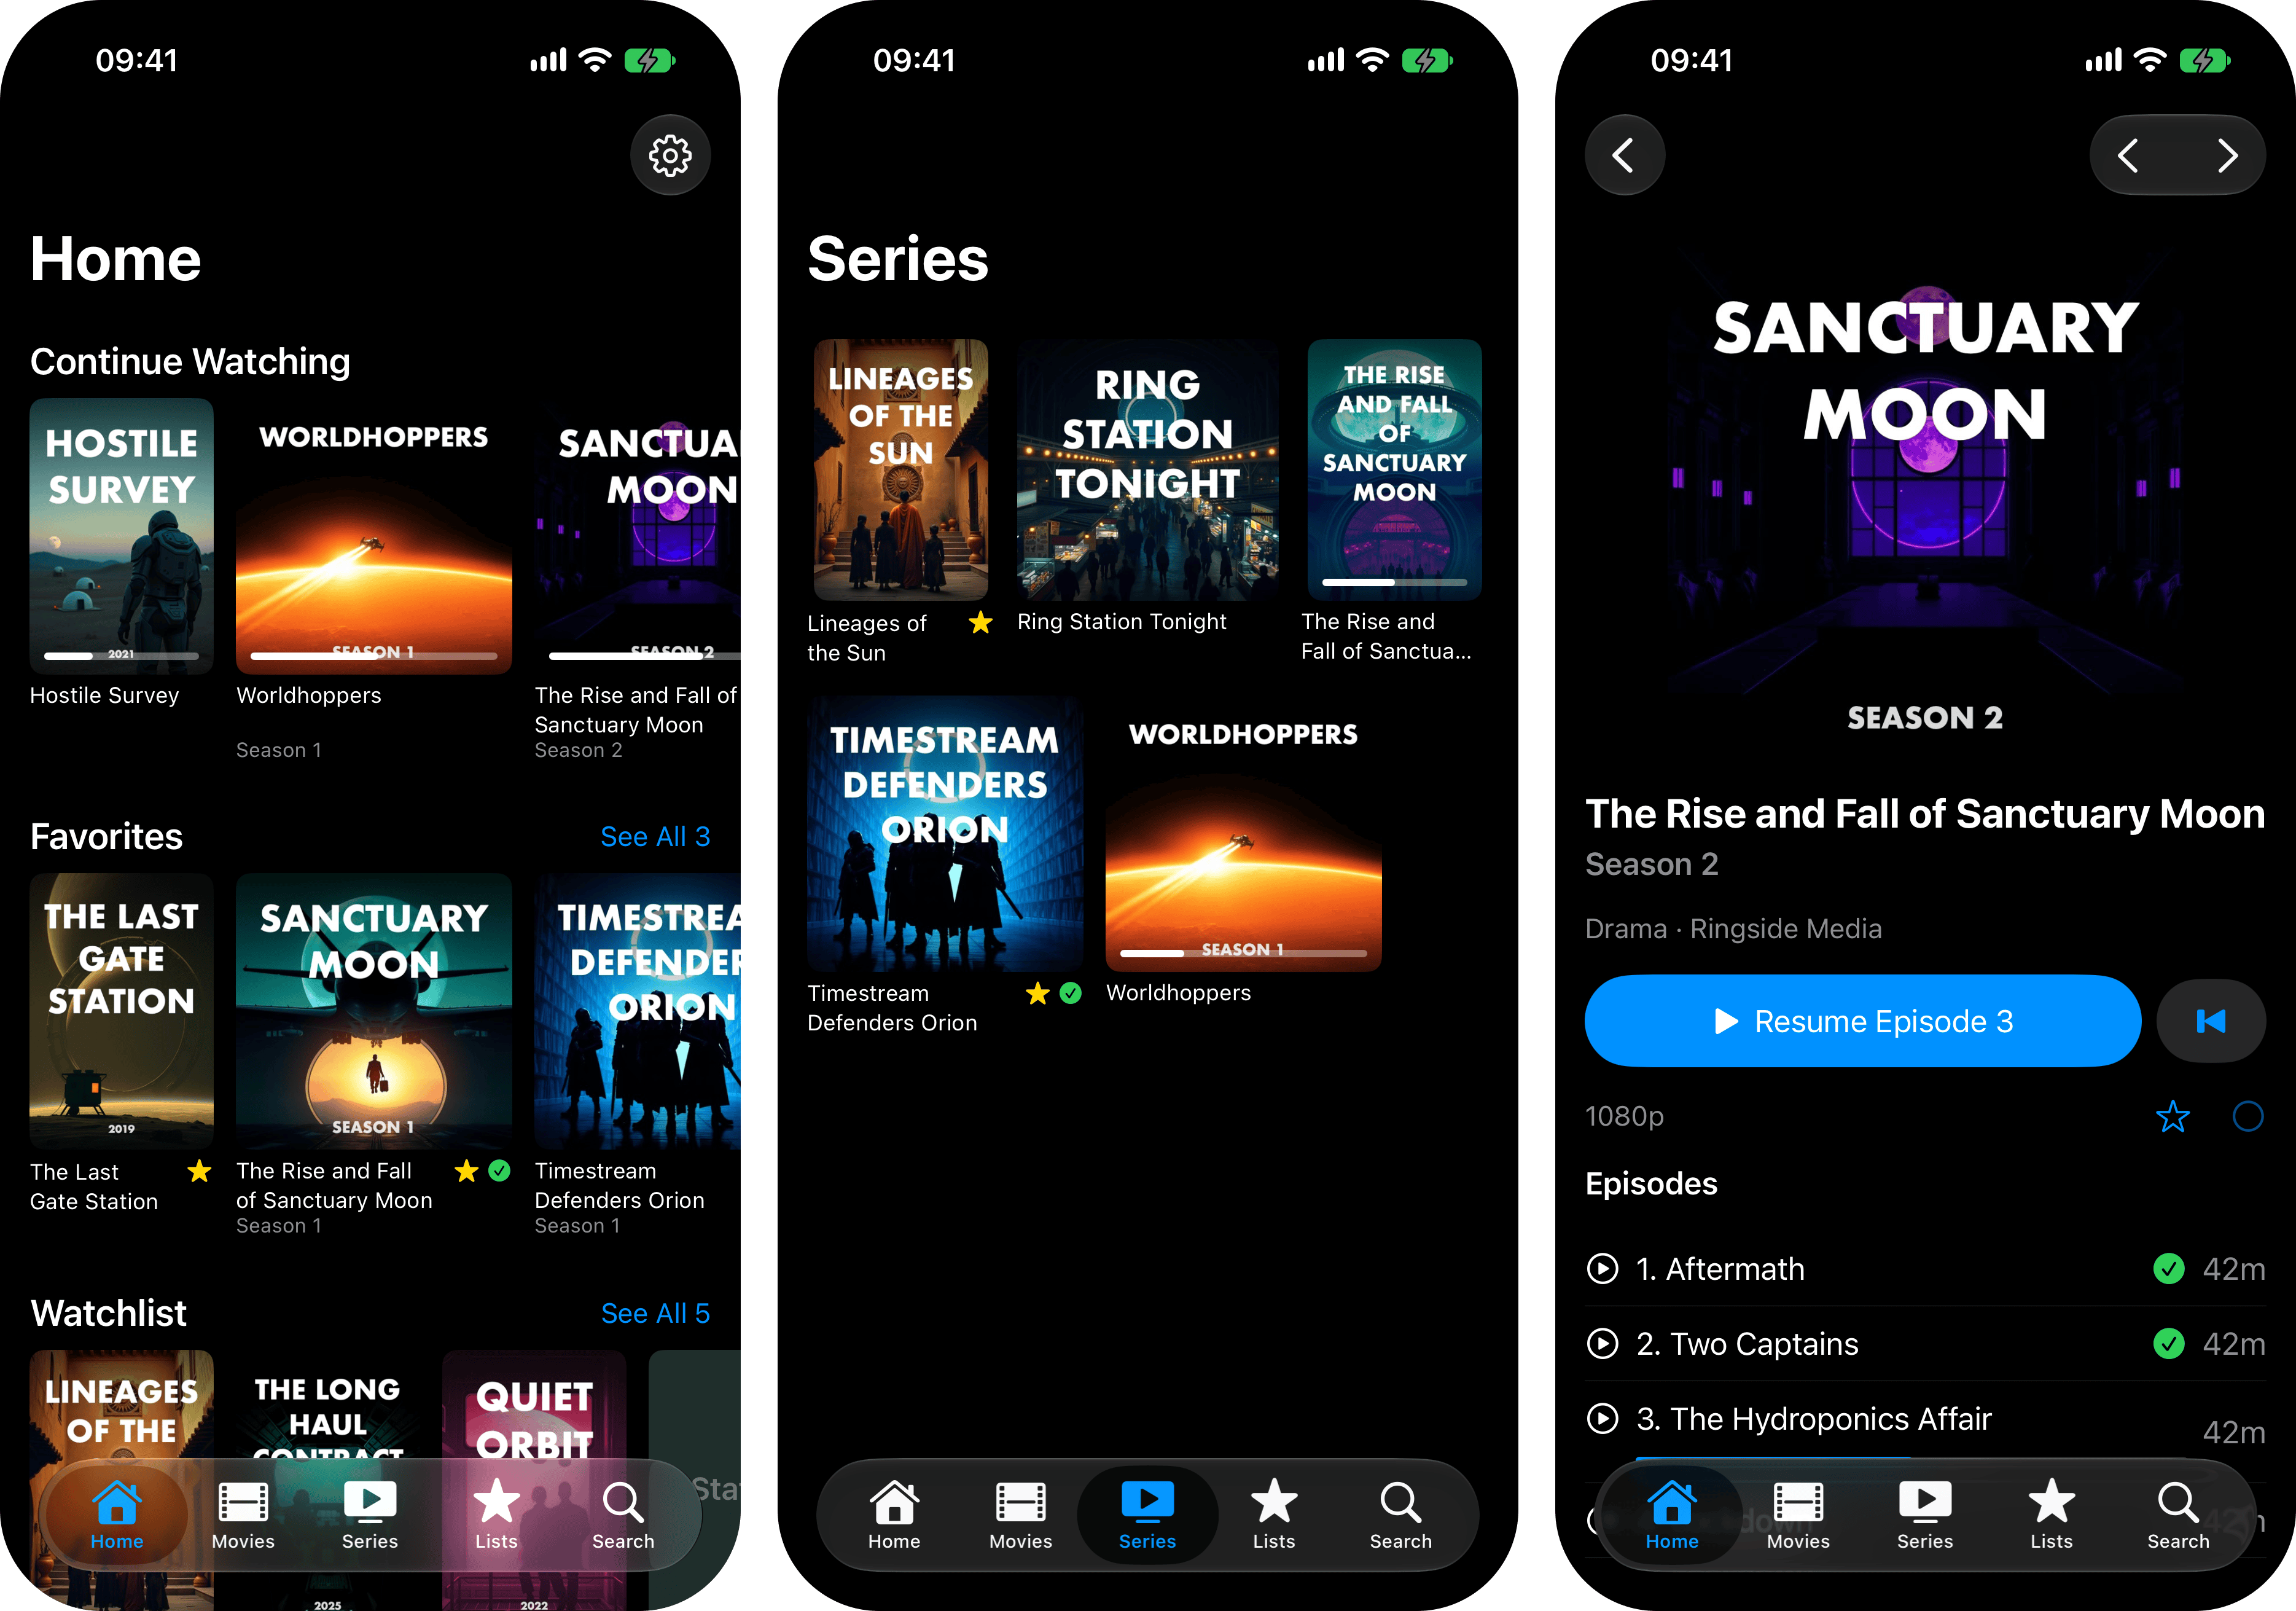 09:41
Home
Continue Watching
HOSTILE
SURVEY
2021
WORLDHOPPERS
SEASON 1
SANCTUA
MOON
SEASON 2
Hostile Survey
Worldhoppers
Season 1
The Rise and Fall of
Sanctuary Moon
Season 2
Favorites
See All 3
THE LAST
GATE
STATION
2019
SANCTUARY
MOON
SEASON 1
TIMESTREA
DEFENDER
ORION
The Last
Gate Station
The Rise and Fall
of Sanctuary Moon
Season 1
Timestream
Defenders Orion
Season 1
Watchlist
See All 5
LINEAGES
OF THE
THE LONG
HAUL
CONTRACT
2025
QUIET
ORBIT
2022
Sta
Home
Movies
Series
Lists
Search
09:41
Series
LINEAGES
OF THE
SUN
RING
STATION
TONIGHT
THE RISE
AND FALL
OF
SANCTUARY
MOON
Lineages of
the Sun
Ring Station Tonight
The Rise and
Fall of Sanctua...
TIMESTREAM
DEFENDERS
ORION
WORLDHOPPERS
SEASON 1
Timestream
Defenders Orion
Worldhoppers
Home
Movies
Series
Lists
Search
09:41
SANCTUARY
MOON
SEASON 2
The Rise and Fall of Sanctuary Moon
Season 2
Drama · Ringside Media
Resume Episode 3
1080p
Episodes
1. Aftermath
42m
2. Two Captains
42m
3. The Hydroponics Affair
42m
Home
Movies
Series
Lists
Search